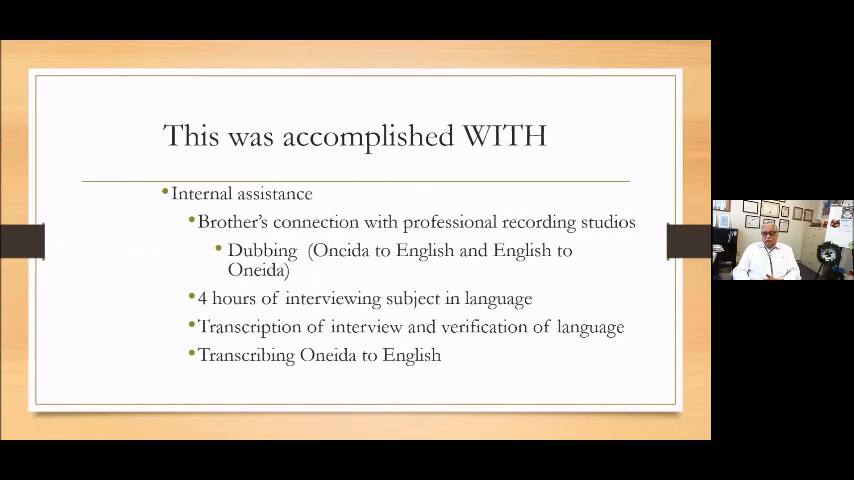 This was accomplished WITH
•Internal assistance
•Brother's connection with professional recording studios
• Dubbing (Oneida to English and English to
Oneida)
•4 hours of interviewing subject in language
•Transcription of interview and verification of language
•Transcribing Oneida to English